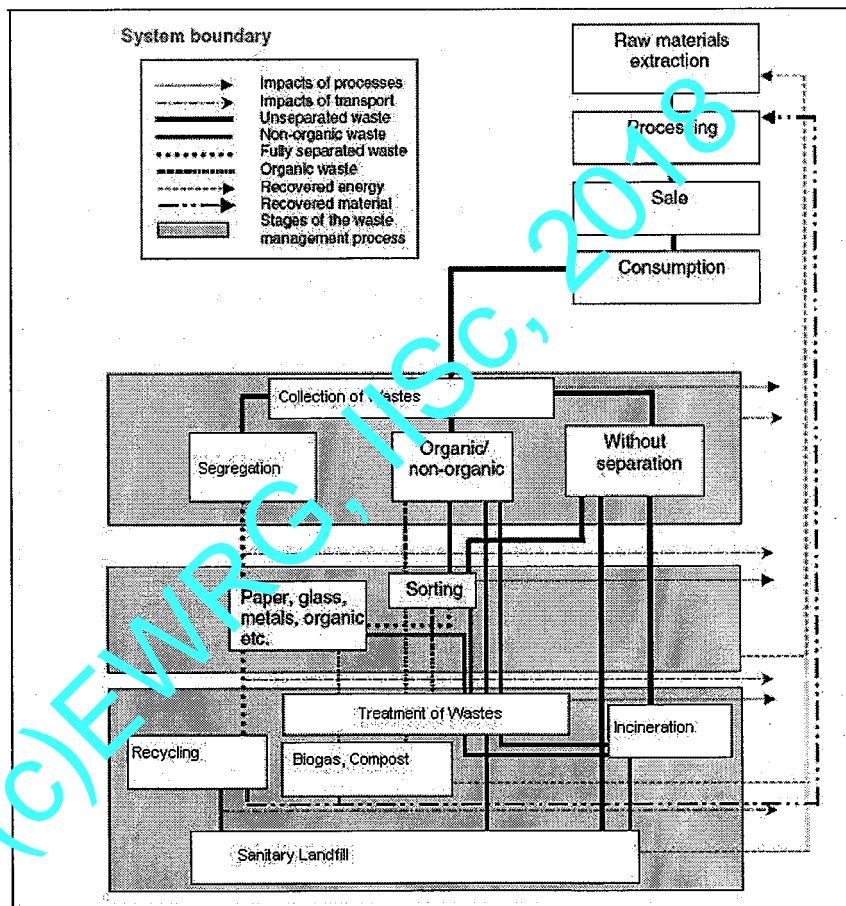 System boundary
Impacts of processes
Impacts of transport
Unseparated waste
Non-organic waste
Fully separated waste
Organic waste
Recovered energy
Recovered material
Stages of the waste
management process
Raw materials
extraction
Processing
Sale
Consumption
Collection of Wastes
Segregation
Organic/
non-organic
Without
separation
Paper, glass,
metals, organic
etc.
Sorting
Treatment of Wastes
Recycling
Biogas, Compost
Incineration
Sanitary Landfill
(c)EWRG, IISc, 2018